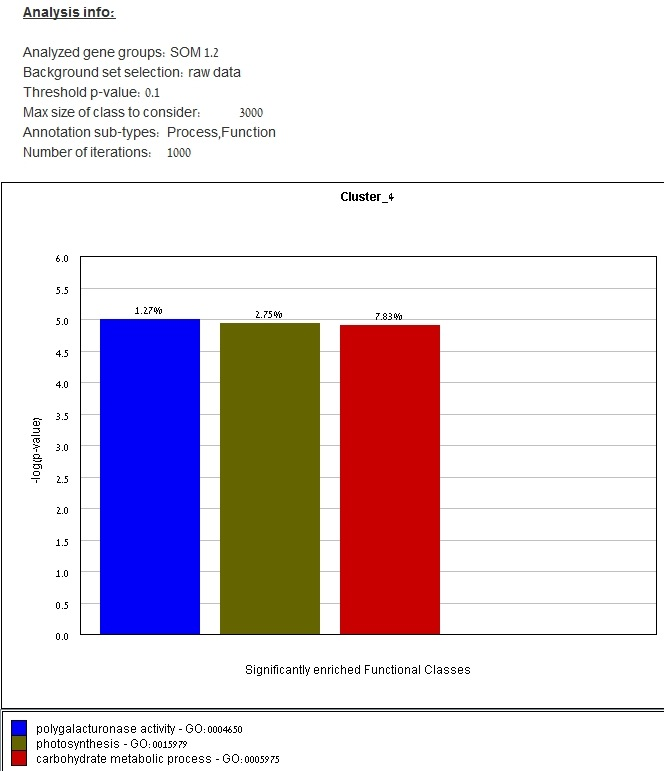 Analysis info:
Analyzed gene groups: SOM 1.2
Background set selection: raw data
Threshold p-value: 0.1
Max size of class to consider: 3000
Annotation sub-types: Process,Function
Number of iterations: 1000
Cluster_4
6.0
5.5
5.0
4.5
4.0
3.5
3.0
2.5
2.0
1.5
1.0
0.5
0.0
-log(p-value)
1.27%
2.75%
7.83%
Significantly enriched Functional Classes
polygalacturonase activity - GO:0004650
photosynthesis - GO:0015979
carbohydrate metabolic process - GO:0005975